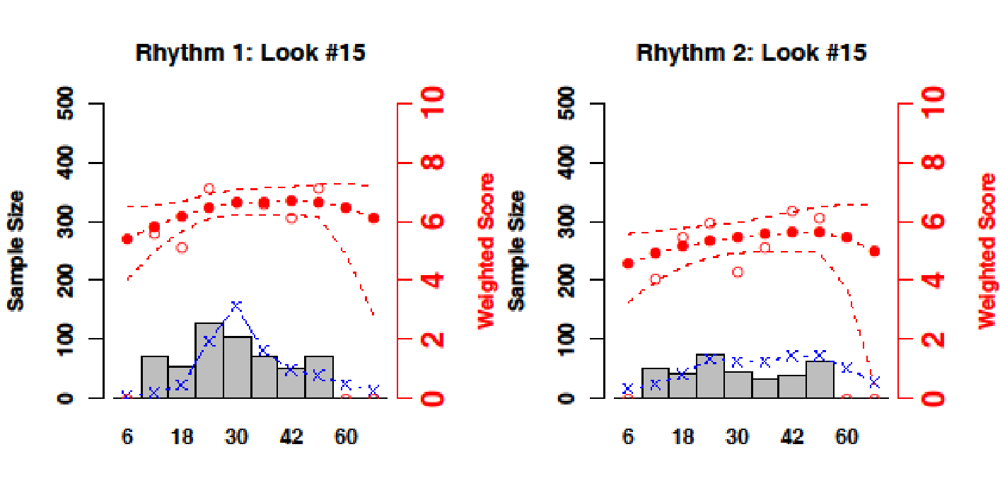 Rhythm 1: Look #15
Sample Size
0 100 200 300 400 500
6 18 30 42 60
0 2 4 6 8 10
Weighted Score
Rhythm 2: Look #15
Sample Size
0 100 200 300 400 500
6 18 30 42 60
0 2 4 6 8 10
Weighted Score